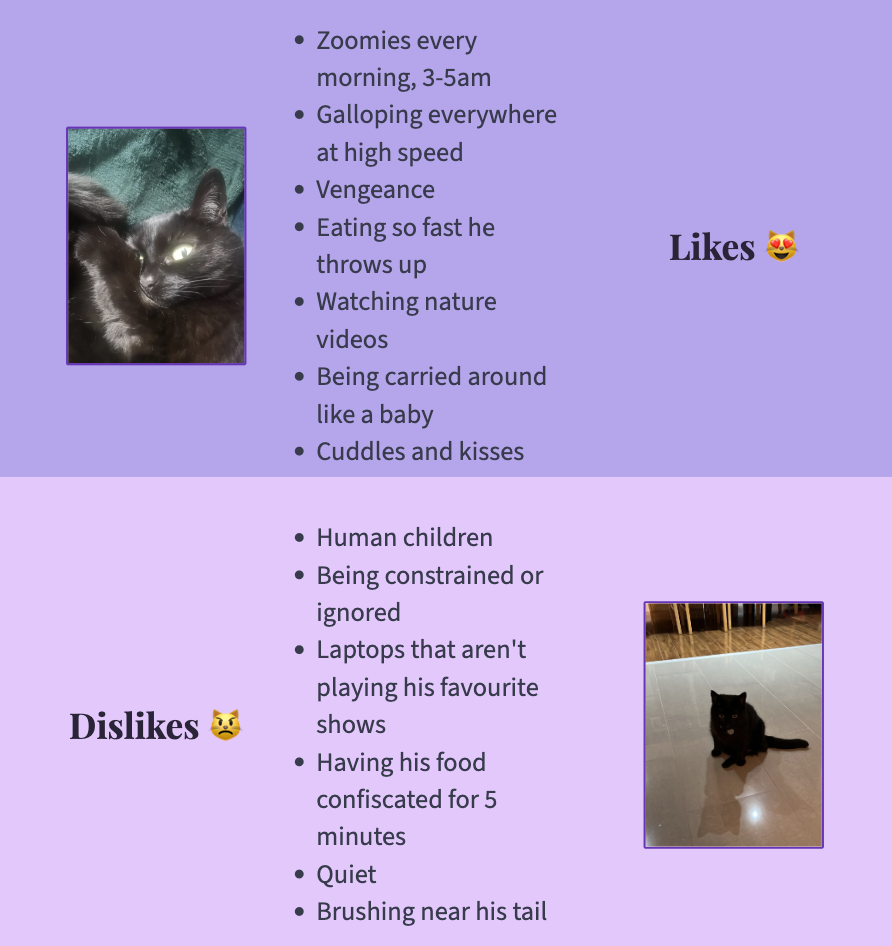 • Zoomies every
morning, 3-5am
• Galloping everywhere
at high speed
• Vengeance
• Eating so fast he
throws up
• Watching nature
videos
• Being carried around
like a baby
• Cuddles and kisses
Likes 😻
Dislikes 😾
• Human children
• Being constrained or
ignored
• Laptops that aren't
playing his favourite
shows
• Having his food
confiscated for 5
minutes
• Quiet
• Brushing near his tail